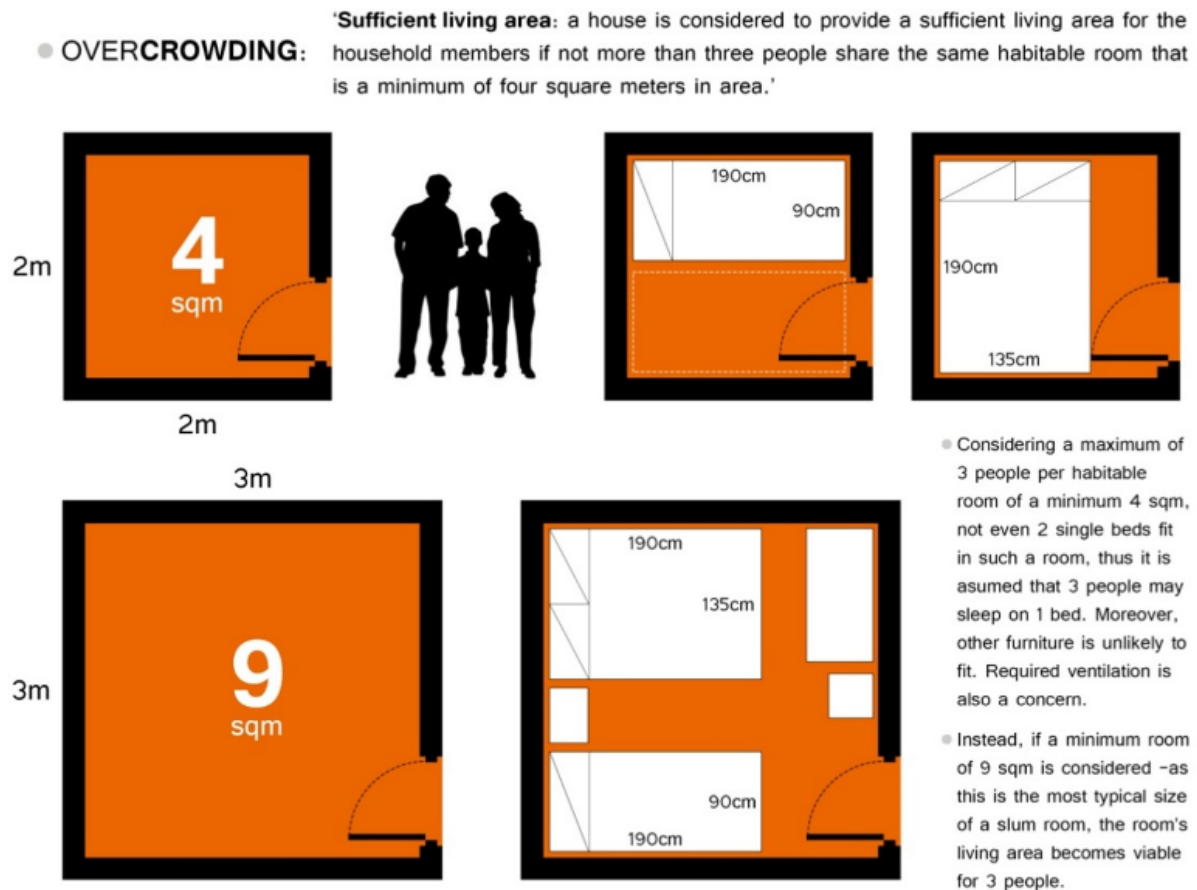 OVERCROWDING:
‘Sufficient living area: a house is considered to provide a sufficient living area for the
household members if not more than three people share the same habitable room that
is a minimum of four square meters in area.’
2m
4
sqm
2m
190cm
90cm
190cm
135cm
3m
3m
9
sqm
190cm
135cm
90cm
190cm
Considering a maximum of
3 people per habitable
room of a minimum 4 sqm,
not even 2 single beds fit
in such a room, thus it is
asumed that 3 people may
sleep on 1 bed. Moreover,
other furniture is unlikely to
fit. Required ventilation is
also a concern.
Instead, if a minimum room
of 9 sqm is considered -as
this is the most typical size
of a slum room, the room's
living area becomes viable
for 3 people.